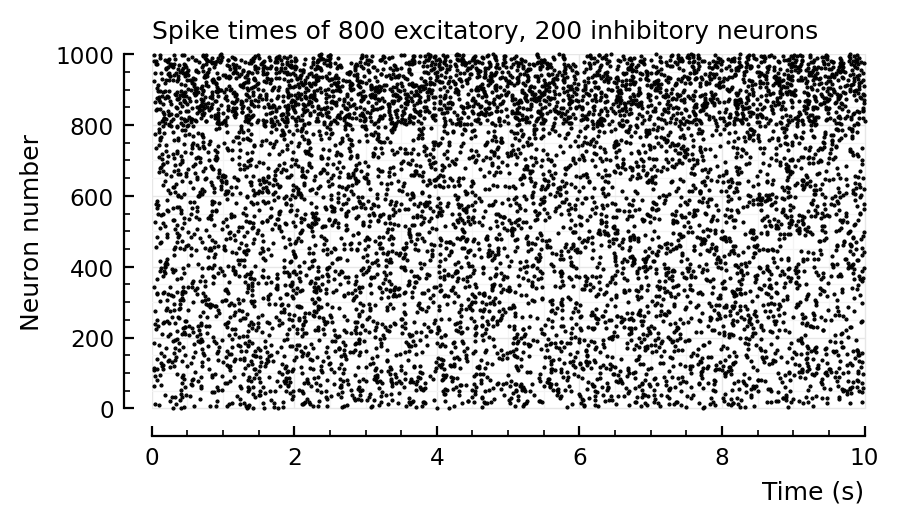 Spike times of 800 excitatory, 200 inhibitory neurons
1000
800
600
400
200
0
Neuron number
0 2 4 6 8 10
Time (s)